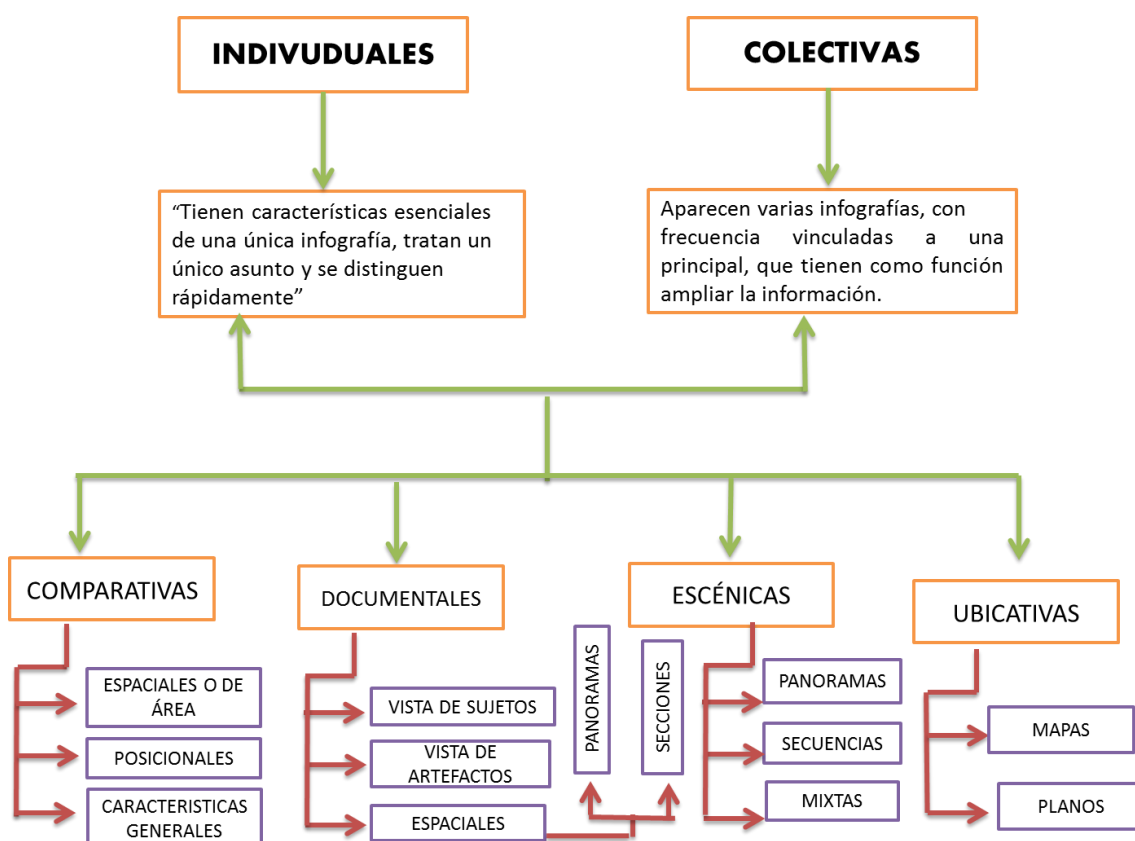 INDIVUDUALES
COLECTIVAS
“Tienen características esenciales
de una única infografía, tratan un
único asunto y se distinguen
rápidamente”
Aparecen varias infografías, con
frecuencia vinculadas a una
principal, que tienen como función
ampliar la información.
COMPARATIVAS
ESPACIALES O DE
ÁREA
POSICIONALES
CARACTERISTICAS
GENERALES
DOCUMENTALES
VISTA DE SUJETOS
VISTA DE
ARTEFACTOS
ESPACIALES
PANORAMAS
SECCIONES
ESCÉNICAS
PANORAMAS
SECUENCIAS
MIXTAS
UBICATIVAS
MAPAS
PLANOS